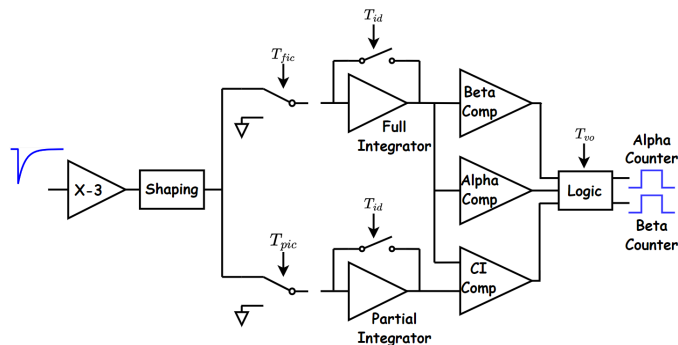 T_id
T_fic
Beta
Comp
Full
Integrator
T_vo
Alpha
Counter
X-3
Shaping
Alpha
Comp
Logic
T_id
Beta
Counter
T_pic
CI
Comp
Partial
Integrator